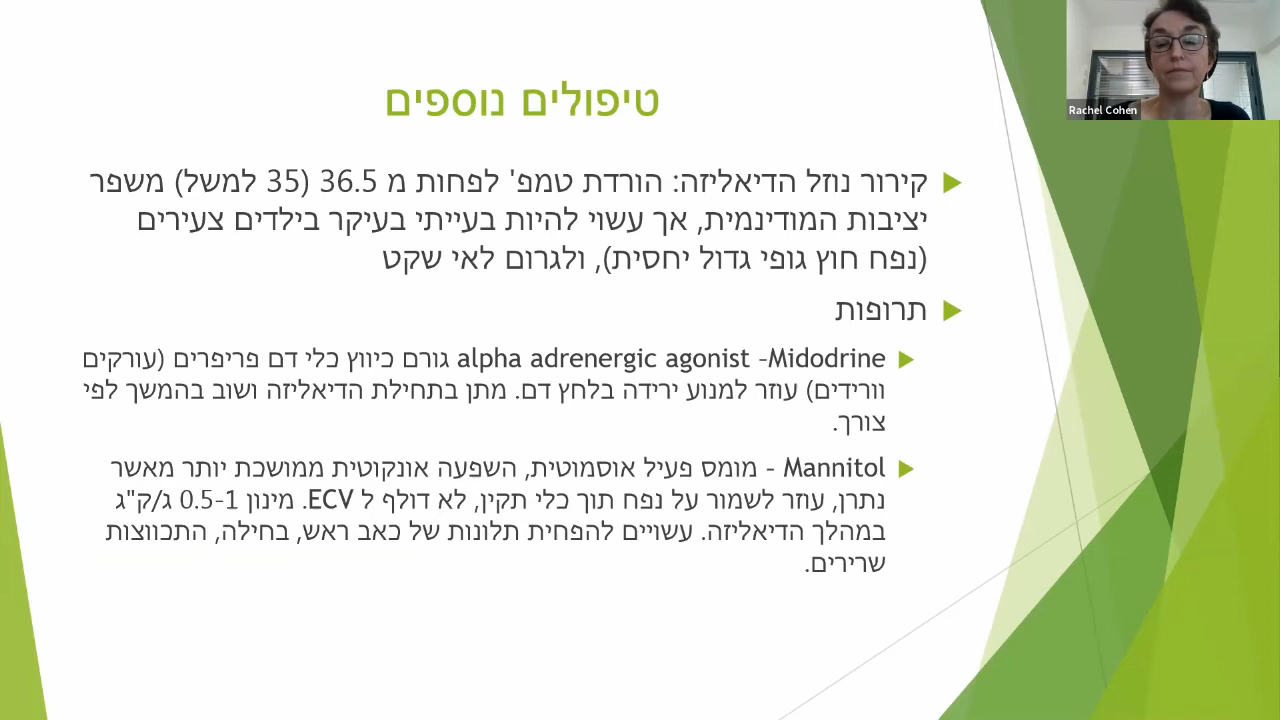 טיפולים נוספים
קירור נוזל הדיאליזה: הורדת טמפ' לפחות מ 36.5 (35 למשל) משפר
יציבות המודינמית, אך עשוי להיות בעייתי בעיקר בילדים צעירים
(נפח חוץ גופי גדול יחסית), ולגרום לאי שקט
תרופות
alpha adrenergic agonist -Midodrine גורם כיווץ כלי דם פריפרים (עורקים
וורידים) עוזר למנוע ירידה בלחץ דם. מתן בתחילת הדיאליזה ושוב בהמשך לפי
צורך.
Mannitol - מומס פעיל אוסמוטית, השפעה אונקוטית ממושכת יותר מאשר
נתרן, עוזר לשמור על נפח תוך כלי תקין, לא דולף ל ECV. מינון 0.5-1 ג/ק"ג
במהלך הדיאליזה. עשויים להפחית תלונות של כאב ראש, בחילה, התכווצות
שרירים.
Rachel Cohen